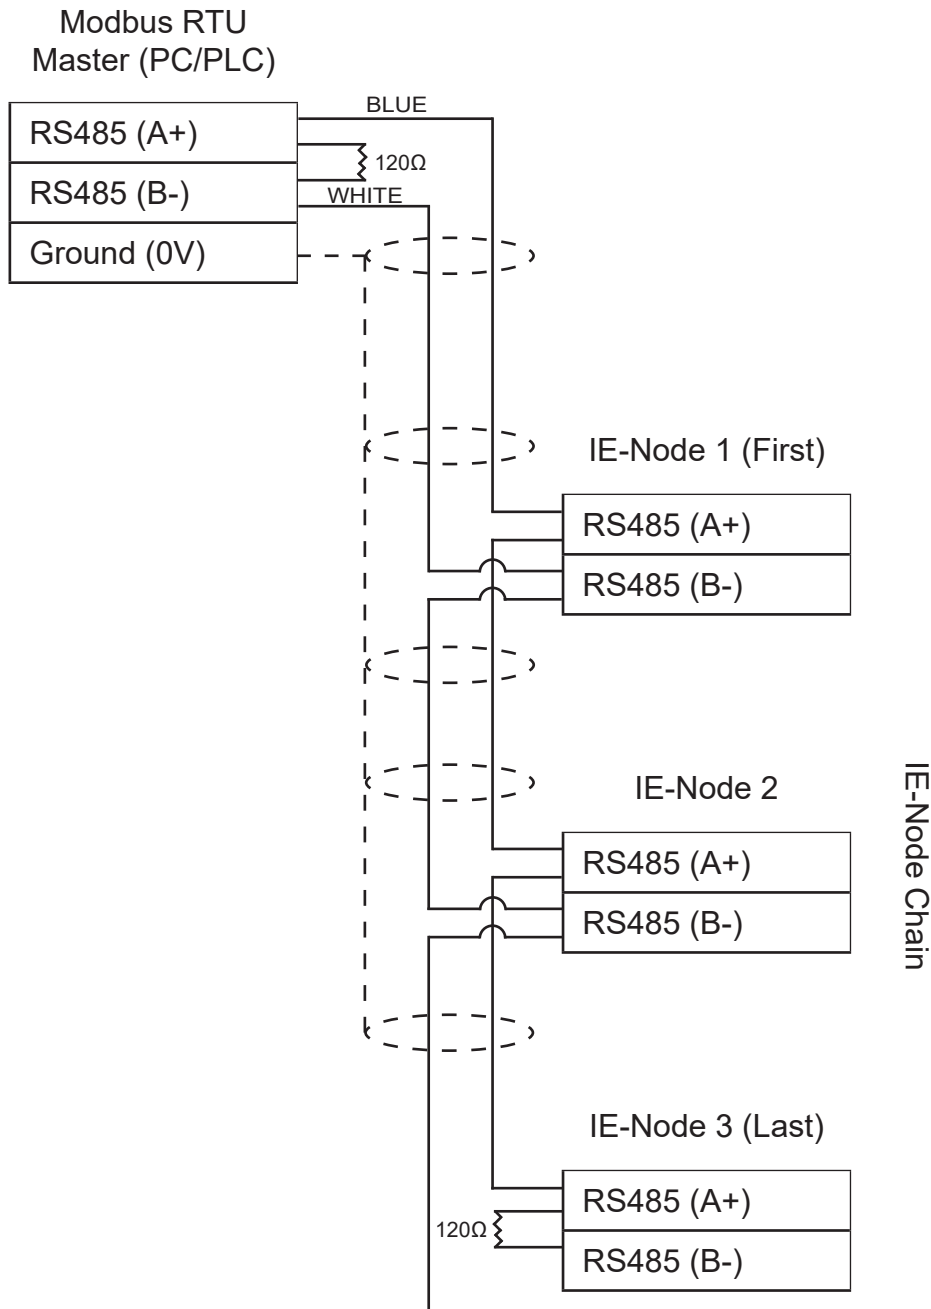 Modbus RTU
Master (PC/PLC)
BLUE
RS485 (A+)
120Ω
RS485 (B-)
WHITE
Ground (0V)
IE-Node 1 (First)
RS485 (A+)
RS485 (B-)
IE-Node 2
RS485 (A+)
RS485 (B-)
IE-Node Chain
IE-Node 3 (Last)
RS485 (A+)
120Ω
RS485 (B-)